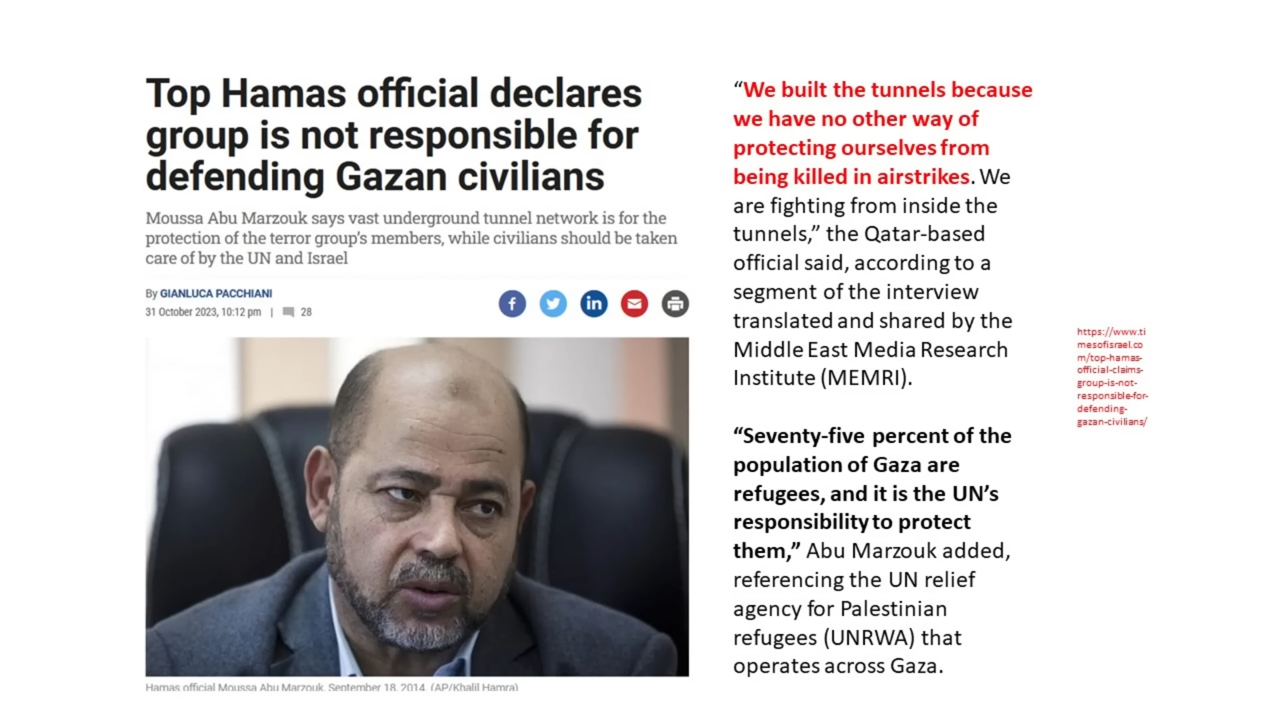 Top Hamas official declares
group is not responsible for
defending Gazan civilians
Moussa Abu Marzouk says vast underground tunnel network is for the
protection of the terror group's members, while civilians should be taken
care of by the UN and Israel
By GIANLUCA PACCHIANI
31 October 2023, 10:12 pm | 28
Hamas official Moussa Abu Marzouk, September 18, 2014. (AP/Khalil Hamra)
“We built the tunnels because
we have no other way of
protecting ourselves from
being killed in airstrikes. We
are fighting from inside the
tunnels,” the Qatar-based
official said, according to a
segment of the interview
translated and shared by the
Middle East Media Research
Institute (MEMRI).
“Seventy-five percent of the
population of Gaza are
refugees, and it is the UN’s
responsibility to protect
them,” Abu Marzouk added,
referencing the UN relief
agency for Palestinian
refugees (UNRWA) that
operates across Gaza.
https://www.ti
mesofisrael.co
m/top-hamas-
official-claims-
group-is-not-
responsible-for-
defending-
gazan-civilians/